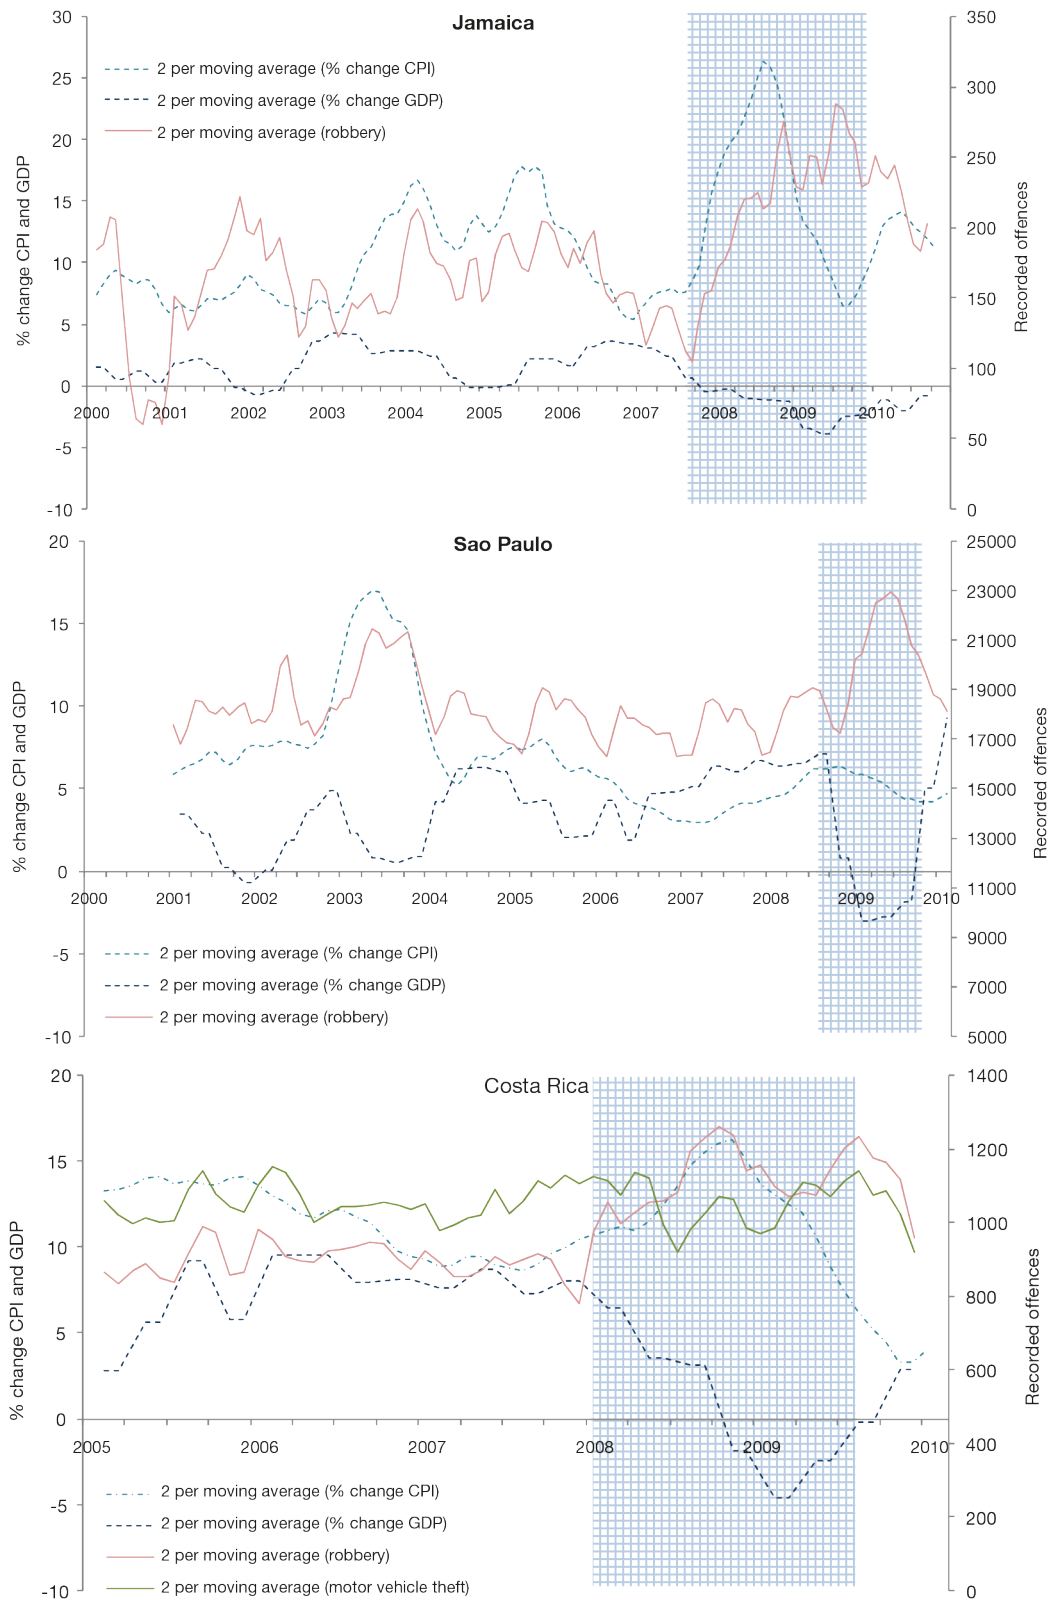 Jamaica
30
25
20
15
10
5
0
-5
-10
% change CPI and GDP
2 per moving average (% change CPI)
2 per moving average (% change GDP)
2 per moving average (robbery)
2000 2001 2002 2003 2004 2005 2006 2007 2008 2009 2010
350
300
250
200
150
100
50
0
Recorded offences
Sao Paulo
20
15
10
5
0
-5
-10
% change CPI and GDP
2000 2001 2002 2003 2004 2005 2006 2007 2008 2009 2010
2 per moving average (% change CPI)
2 per moving average (% change GDP)
2 per moving average (robbery)
25000
23000
21000
19000
17000
15000
13000
11000
9000
7000
5000
Recorded offences
Costa Rica
20
15
10
5
0
-5
-10
% change CPI and GDP
2005 2006 2007 2008 2009 2010
2 per moving average (% change CPI)
2 per moving average (% change GDP)
2 per moving average (robbery)
2 per moving average (motor vehicle theft)
1400
1200
1000
800
600
400
200
0
Recorded offences